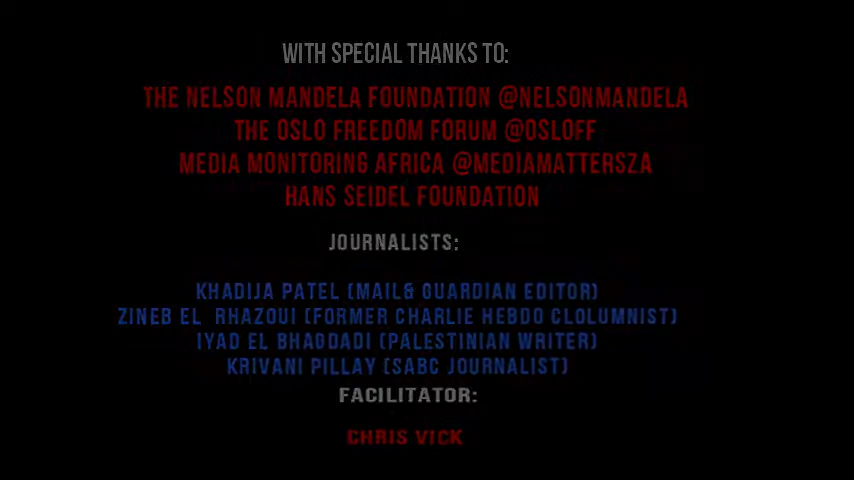 WITH SPECIAL THANKS TO:
THE NELSON MANDELA FOUNDATION @NELSONMANDELA
THE OSLO FREEDOM FORUM @OSLOFF
MEDIA MONITORING AFRICA @MEDIAMATTERSZA
HANS SEIDEL FOUNDATION
JOURNALISTS:
KHADIJA PATEL (MAIL& GUARDIAN EDITOR)
ZINEB EL RHAZOUI (FORMER CHARLIE HEBDO CLOLUMNIST)
IYAD EL BHAGDADI (PALESTINIAN WRITER)
KRIVANI PILLAY (SABC JOURNALIST)
FACILITATOR:
CHRIS VICK